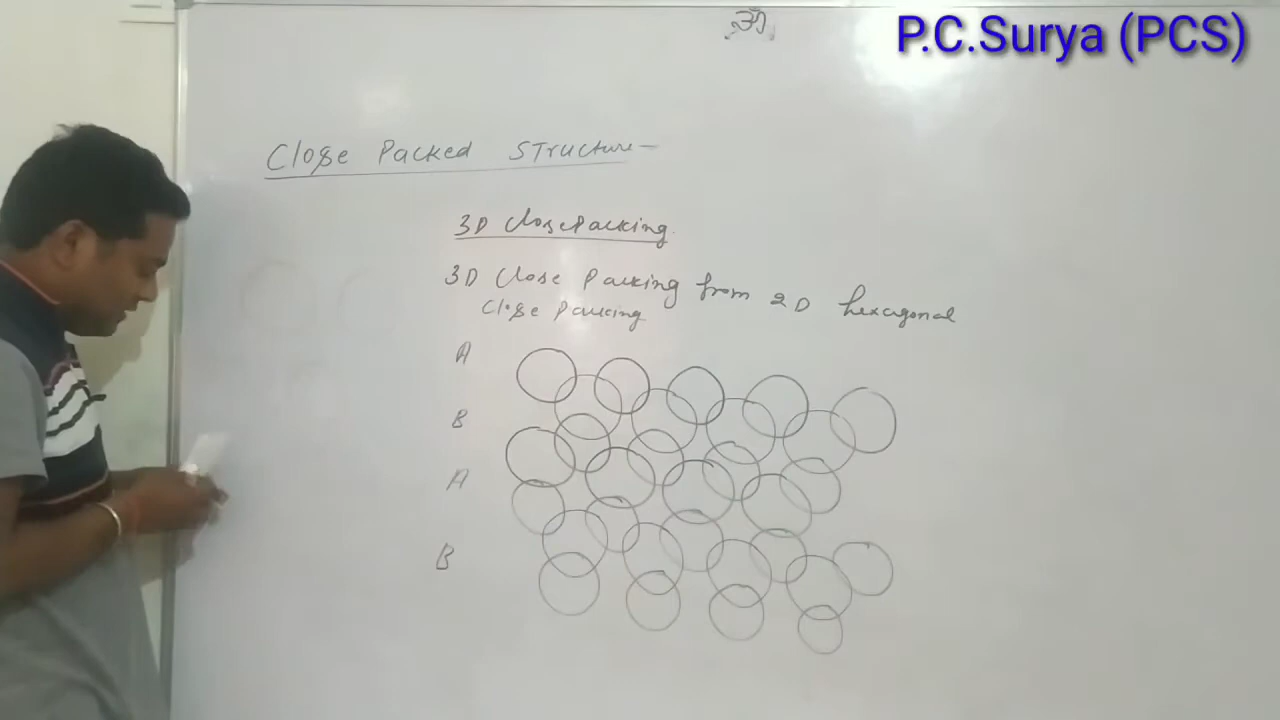 ॐ
P.C.Surya (PCS)
Close Packed Structure-
3D Close Packing
3D Close Packing from 2D hexagonal
Close Packing
A
B
A
B